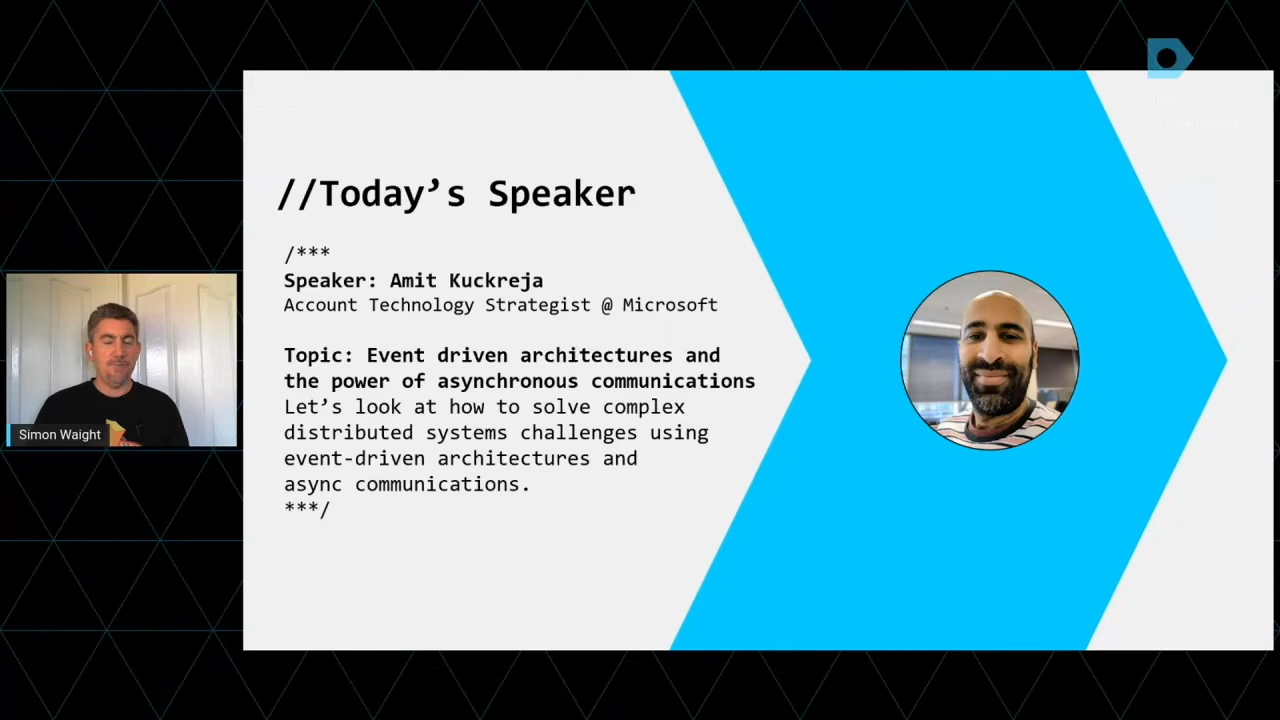 //Today’s Speaker
/***
Speaker: Amit Kuckreja
Account Technology Strategist @ Microsoft
Topic: Event driven architectures and
the power of asynchronous communications
Let’s look at how to solve complex
distributed systems challenges using
event-driven architectures and
async communications.
***/
Simon Waight